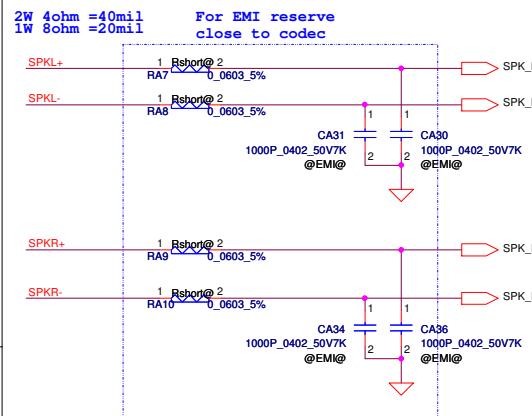 2W 4ohm =40mil For EMI reserve
1W 8ohm =20mil close to codec
SPKL+ 1 Rshort@ 2 SPK_
RA7 0_0603_5%
SPKL- 1 Rshort@ 2 SPK_
RA8 0_0603_5%
1 1
CA31 CA30
1000P_0402_50V7K 2 2 1000P_0402_50V7K
@EMI@ @EMI@
SPKR+ 1 Rshort@ 2 SPK_
RA9 0_0603_5%
SPKR- 1 Rshort@ 2 SPK_
RA10 0_0603_5%
1 1
CA34 CA36
1000P_0402_50V7K 2 2 1000P_0402_50V7K
@EMI@ @EMI@